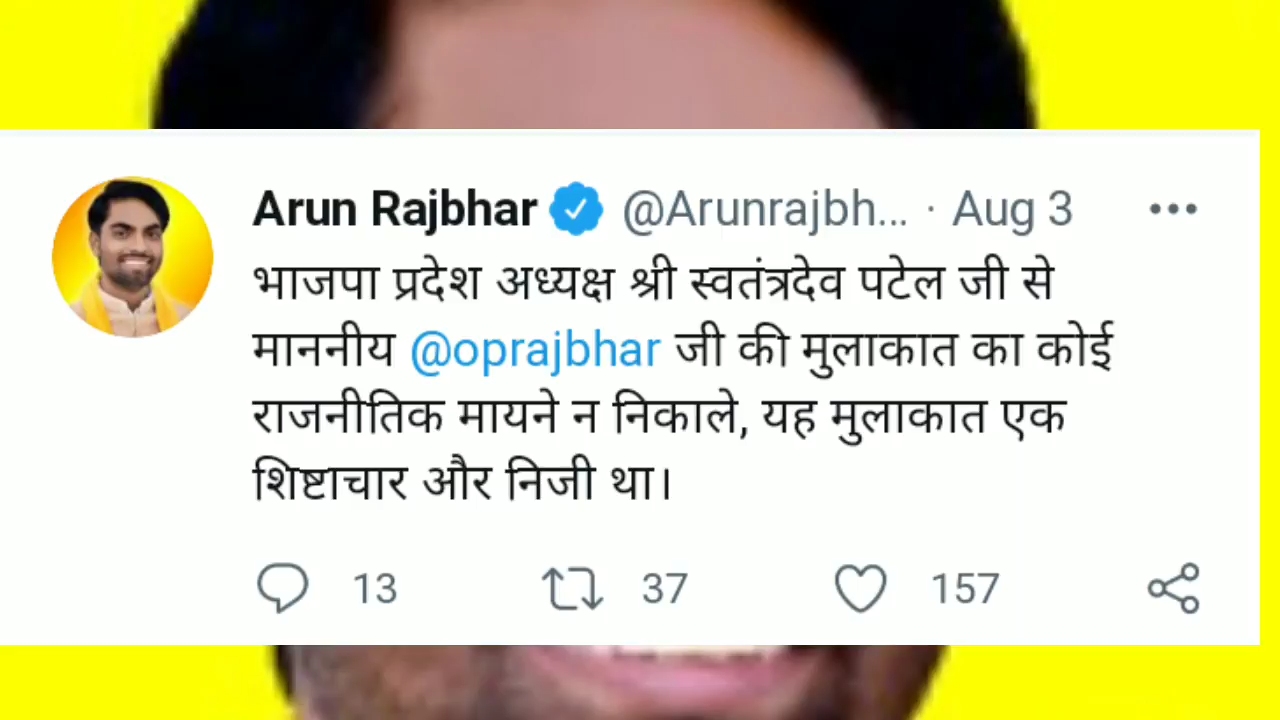 Arun Rajbhar @Arunrajbh... · Aug 3
भाजपा प्रदेश अध्यक्ष श्री स्वतंत्रदेव पटेल जी से
माननीय @oprajbhar जी की मुलाकात का कोई
राजनीतिक मायने न निकाले, यह मुलाकात एक
शिष्टाचार और निजी था।
13 37 157